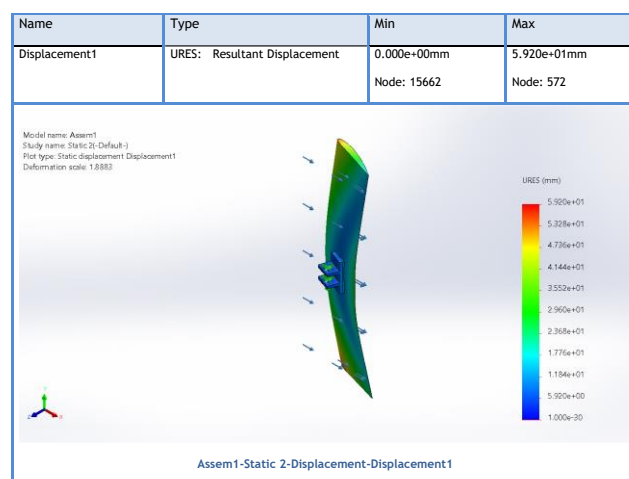 Name Type Min Max
Displacement1 URES: Resultant Displacement 0.000e+00mm 5.920e+01mm
Node: 15662 Node: 572
Model name: Assem1
Study name: Static 2(-Default-)
Plot type: Static displacement Displacement1
Deformation scale: 1.8883
URES (mm)
5.920e+01
5.328e+01
4.736e+01
4.144e+01
3.552e+01
2.960e+01
2.368e+01
1.776e+01
1.184e+01
5.920e+00
1.000e-30
Assem1-Static 2-Displacement-Displacement1